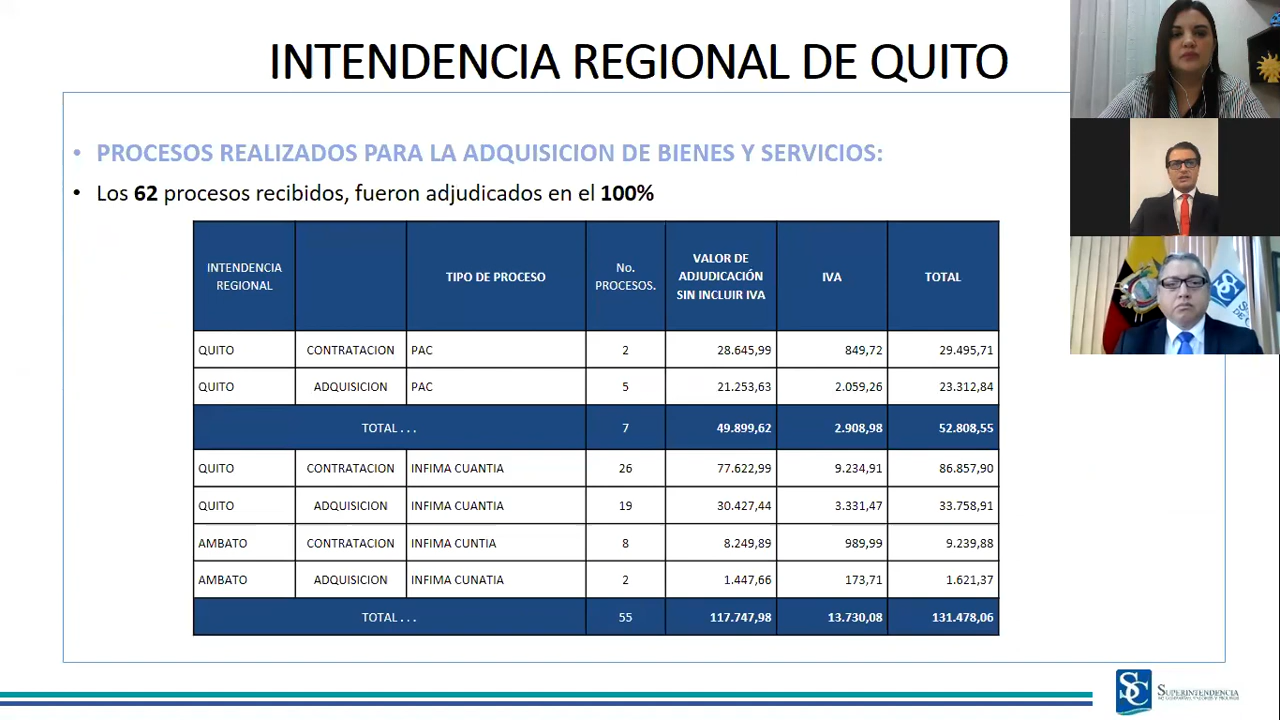 INTENDENCIA REGIONAL DE QUITO
• PROCESOS REALIZADOS PARA LA ADQUISICION DE BIENES Y SERVICIOS:
• Los 62 procesos recibidos, fueron adjudicados en el 100%
INTENDENCIA REGIONAL TIPO DE PROCESO No. PROCESOS. VALOR DE ADJUDICACIÓN SIN INCLUIR IVA IVA TOTAL
QUITO CONTRATACION PAC 2 28.645,99 849,72 29.495,71
QUITO ADQUISICION PAC 5 21.253,63 2.059,26 23.312,84
TOTAL . . . 7 49.899,62 2.908,98 52.808,55
QUITO CONTRATACION INFIMA CUANTIA 26 77.622,99 9.234,91 86.857,90
QUITO ADQUISICION INFIMA CUANTIA 19 30.427,44 3.331,47 33.758,91
AMBATO CONTRATACION INFIMA CUNTIA 8 8.249,89 989,99 9.239,88
AMBATO ADQUISICION INFIMA CUNATIA 2 1.447,66 173,71 1.621,37
TOTAL . . . 55 117.747,98 13.730,08 131.478,06
SC SUPERINTENDENCIA